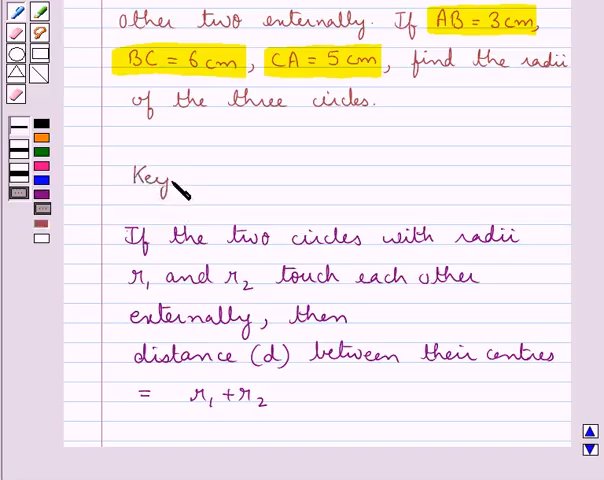 other two externally. If AB = 3 cm,
BC = 6 cm, CA = 5 cm, find the radii
of the three circles.
Key
If the two circles with radii
r₁ and r₂ touch each other
externally, then
distance (d) between their centres
= r₁ + r₂